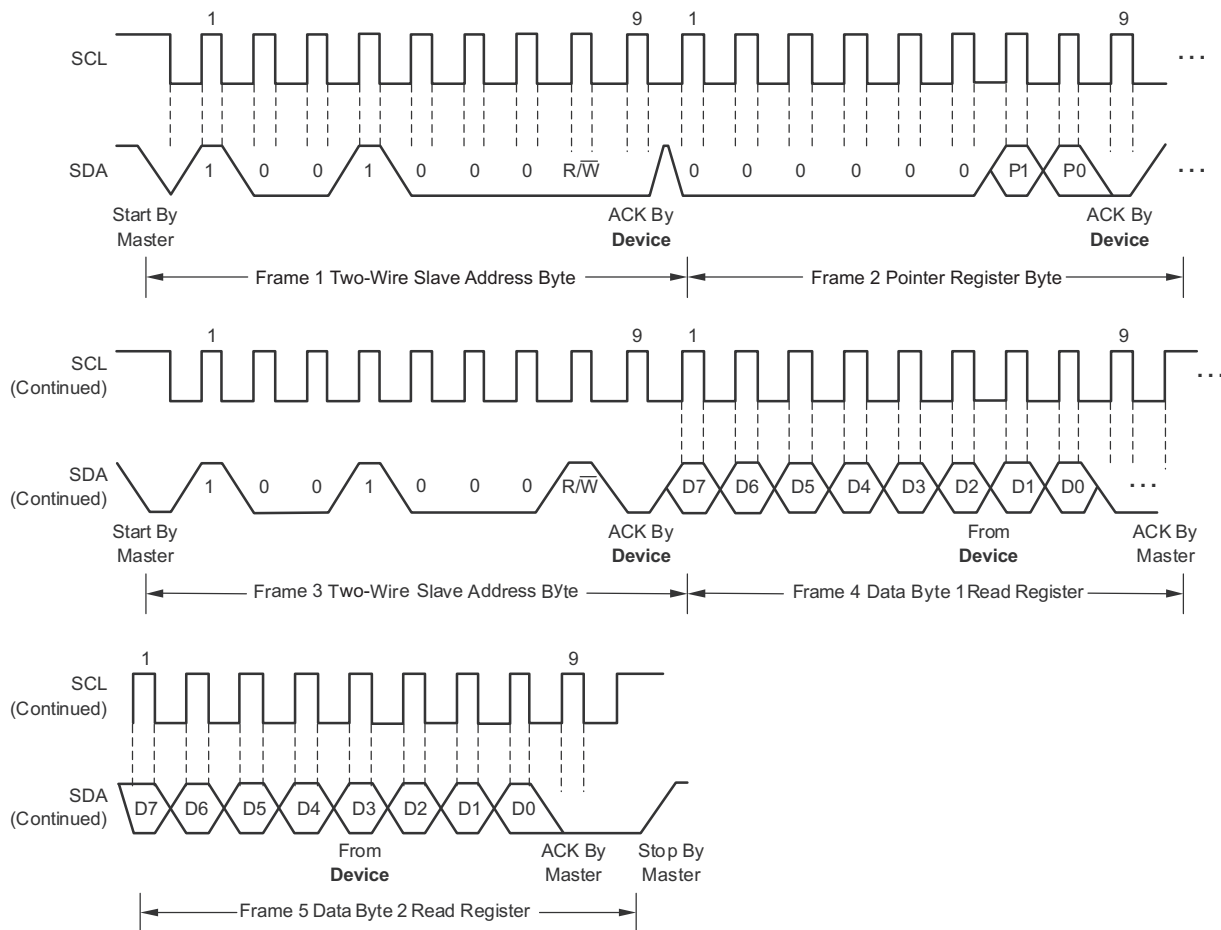 1 9 1 9
SCL
...
SDA 1 0 0 1 0 0 0 R/W̅ 0 0 0 0 0 0 P1 P0 ...
Start By Master
ACK By Device
ACK By Device
Frame 1 Two-Wire Slave Address Byte
Frame 2 Pointer Register Byte
1 9 1 9
SCL (Continued)
...
SDA (Continued) 1 0 0 1 0 0 0 R/W̅ D7 D6 D5 D4 D3 D2 D1 D0 ...
Start By Master
ACK By Device
From Device
ACK By Master
Frame 3 Two-Wire Slave Address Byte
Frame 4 Data Byte 1 Read Register
1 9
SCL (Continued)
SDA (Continued) D7 D6 D5 D4 D3 D2 D1 D0
From Device
ACK By Master
Stop By Master
Frame 5 Data Byte 2 Read Register